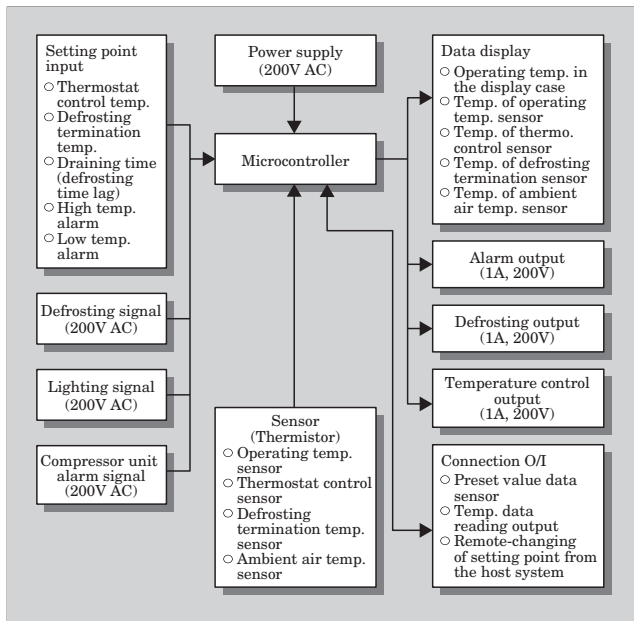 Setting point
input
○ Thermostat
control temp.
○ Defrosting
termination
temp.
○ Draining time
(defrosting
time lag)
○ High temp.
alarm
○ Low temp.
alarm
Defrosting signal
(200V AC)
Lighting signal
(200V AC)
Compressor unit
alarm signal
(200V AC)
Power supply
(200V AC)
Microcontroller
Sensor
(Thermistor)
○ Operating temp.
sensor
○ Thermostat control
sensor
○ Defrosting
termination temp.
sensor
○ Ambient air temp.
sensor
Data display
○ Operating temp. in
the display case
○ Temp. of operating
temp. sensor
○ Temp. of thermo.
control sensor
○ Temp. of defrosting
termination sensor
○ Temp. of ambient
air temp. sensor
Alarm output
(1A, 200V)
Defrosting output
(1A, 200V)
Temperature control
output
(1A, 200V)
Connection O/I
○ Preset value data
sensor
○ Temp. data
reading output
○ Remote-changing
of setting point from
the host system